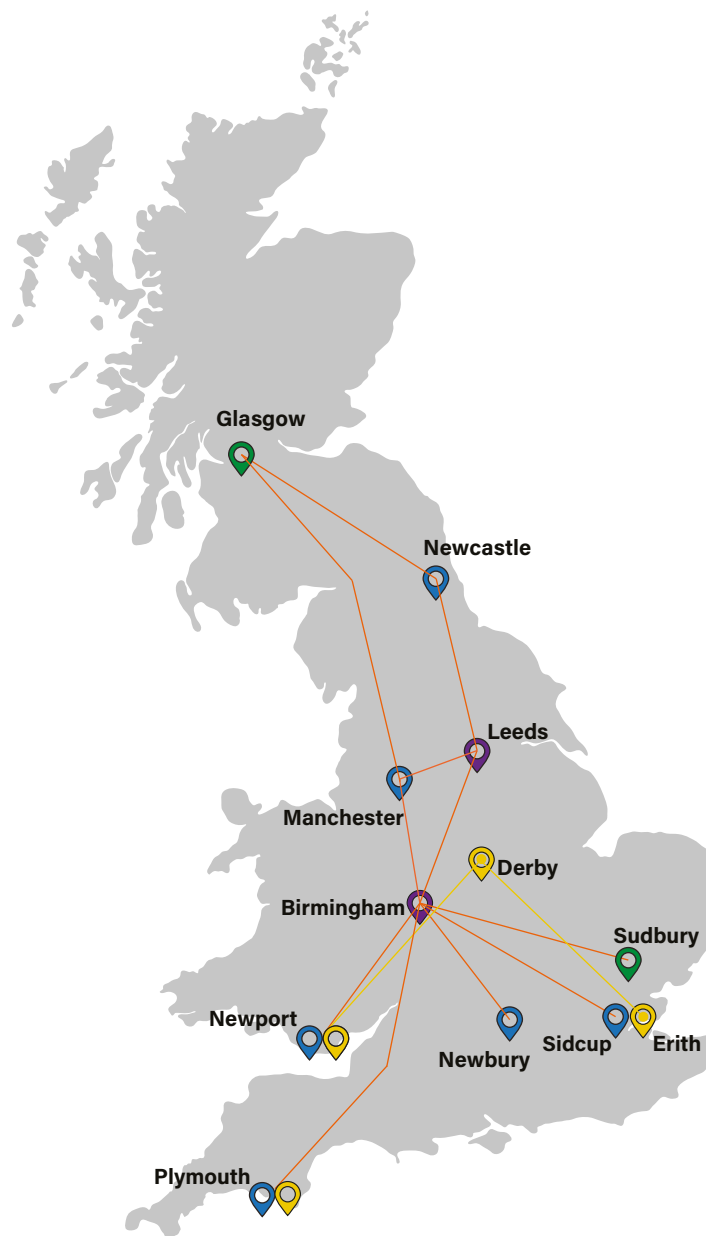 Glasgow
Newcastle
Leeds
Manchester
Derby
Birmingham
Sudbury
Newport
Sidcup
Erith
Newbury
Plymouth